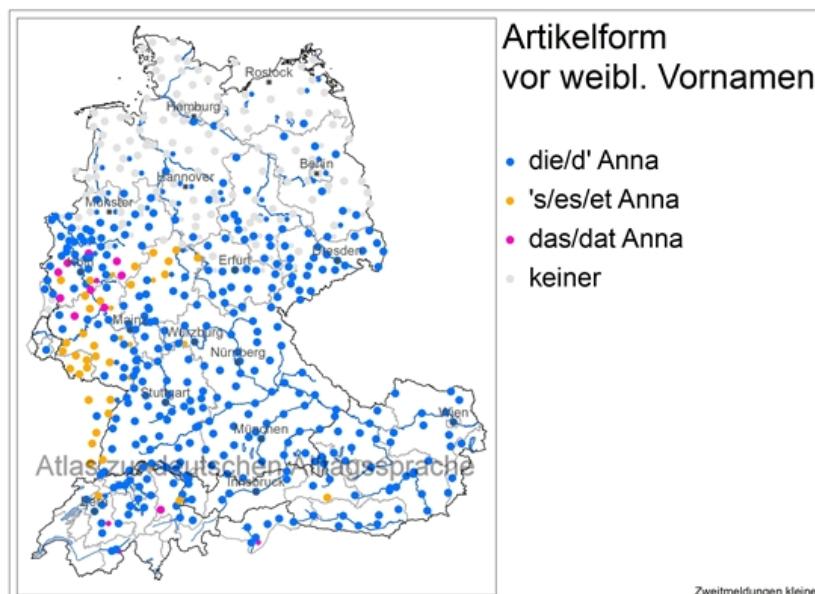 Artikelform
vor weibl. Vornamen
die/d' Anna
's/es/et Anna
das/dat Anna
keiner
Rostock
Hamburg
Berlin
Hannover
Münster
Erfurt
Dresden
Mainz
Würzburg
Nürnberg
Stuttgart
Wien
München
Atlas zur deutschen Alltagssprache
Innsbruck
Zweitmeldungen kleine